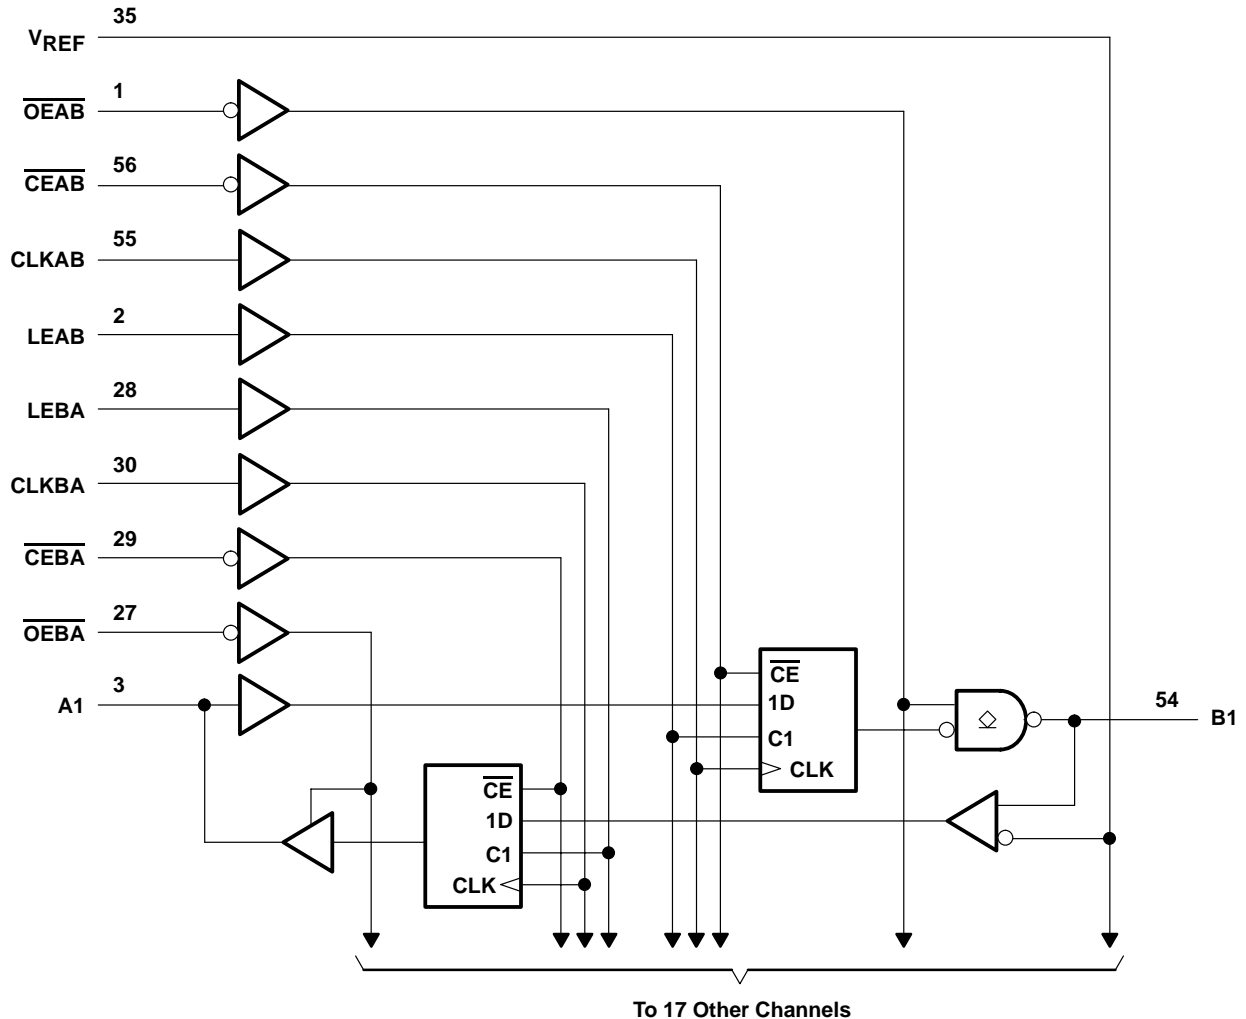 35
VREF
1
OEAB
56
CEAB
55
CLKAB
2
LEAB
28
LEBA
30
CLKBA
29
CEBA
27
OEBA
3
A1
CE
1D
C1
CLK
54
B1
CE
1D
C1
CLK
To 17 Other Channels